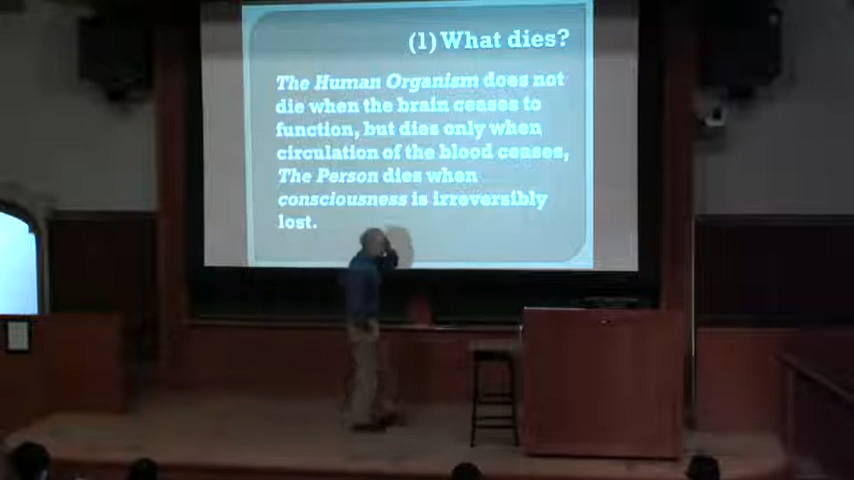 (1) What dies?
The Human Organism does not
die when the brain ceases to
function, but dies only when
circulation of the blood ceases,
The Person dies when
consciousness is irreversibly
lost.